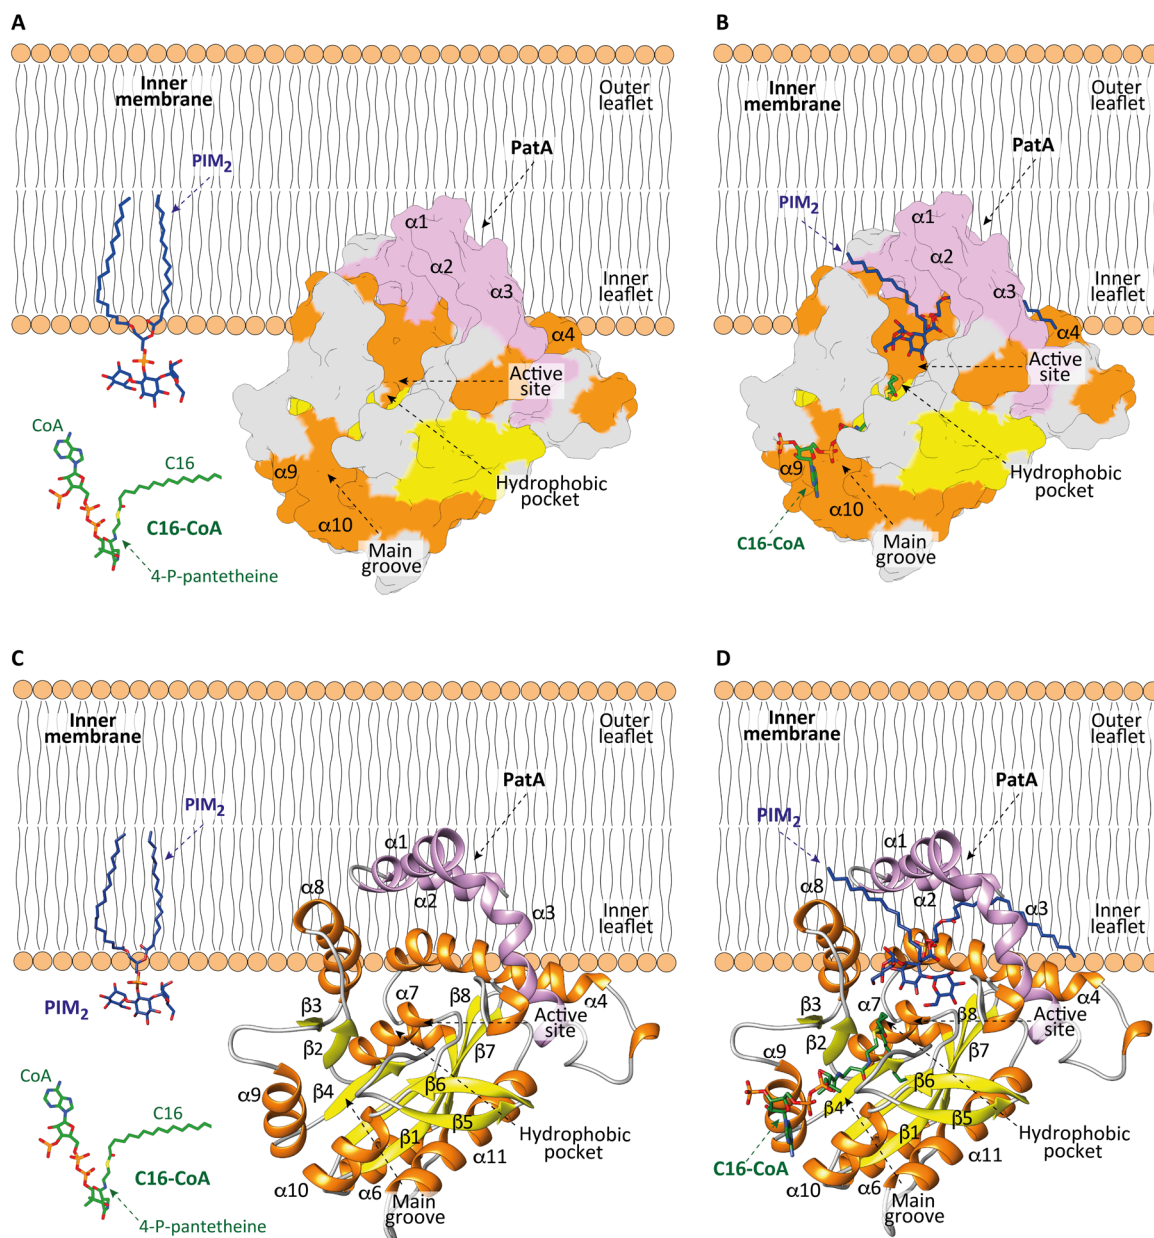 A
Inner
membrane
Outer
leaflet
PIM2
PatA
α1
α2
α3
Inner
leaflet
α4
Active
site
CoA
C16
α9
Hydrophobic
pocket
C16-CoA
α10
Main
groove
4-P-pantetheine
B
Inner
membrane
Outer
leaflet
PatA
PIM2
α1
α2
α3
Inner
leaflet
α4
Active
site
α9
Hydrophobic
pocket
α10
C16-CoA
Main
groove
C
Inner
membrane
Outer
leaflet
PatA
PIM2
α1
α8
α2
α3
Inner
leaflet
PIM2
β3
α7
β8
α4
Active
site
β2
β7
CoA
C16
α9
β4
β6
β5
β1
Hydrophobic
pocket
α11
C16-CoA
α10
α6
Main
groove
4-P-pantetheine
D
Inner
membrane
Outer
leaflet
PatA
PIM2
α1
α8
α2
α3
Inner
leaflet
β3
α7
β8
α4
Active
site
β2
β7
α9
β6
β4
β5
β1
Hydrophobic
pocket
α11
C16-CoA
α10
α6
Main
groove